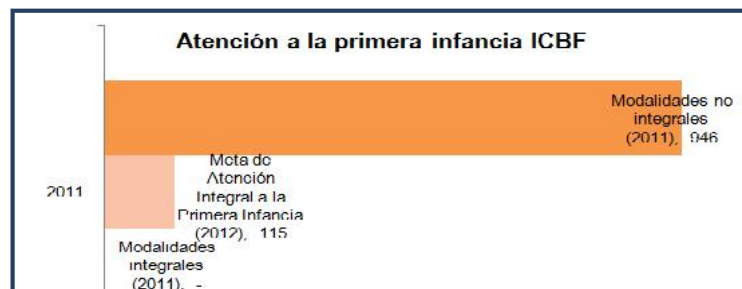 Atención a la primera infancia ICBF
Modalidades no
integrales
(2011), 946
2011
Meta de
Atención
Integral a la
Primera Infancia
(2012), 115
Modalidades
integrales
(2011), -